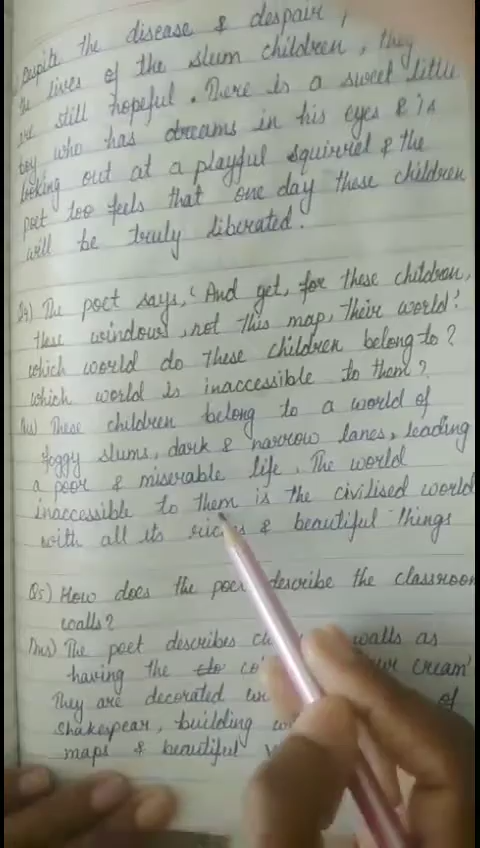 Despite the disease & despair,
the lives of the slum children, they
are still hopeful. There is a sweet little
boy who has dreams in his eyes & is
looking out at a playful squirrel & the
poet too feels that one day these children
will be truly liberated.
Q4) The poet says, 'And yet, for these children,
these windows, not this map, their world'.
which world do these children belong to?
which world is inaccessible to them?
Ans) These children belong to a world of
foggy slums, dark & narrow lanes, leading
a poor & miserable life. The world
inaccessible to them is the civilised world
with all its & beautiful things
Q5) How does the poet describe the classroom
walls?
Ans) The poet describes walls as
having the cream'
They are decorated of
Shakespear, building
maps & beautiful